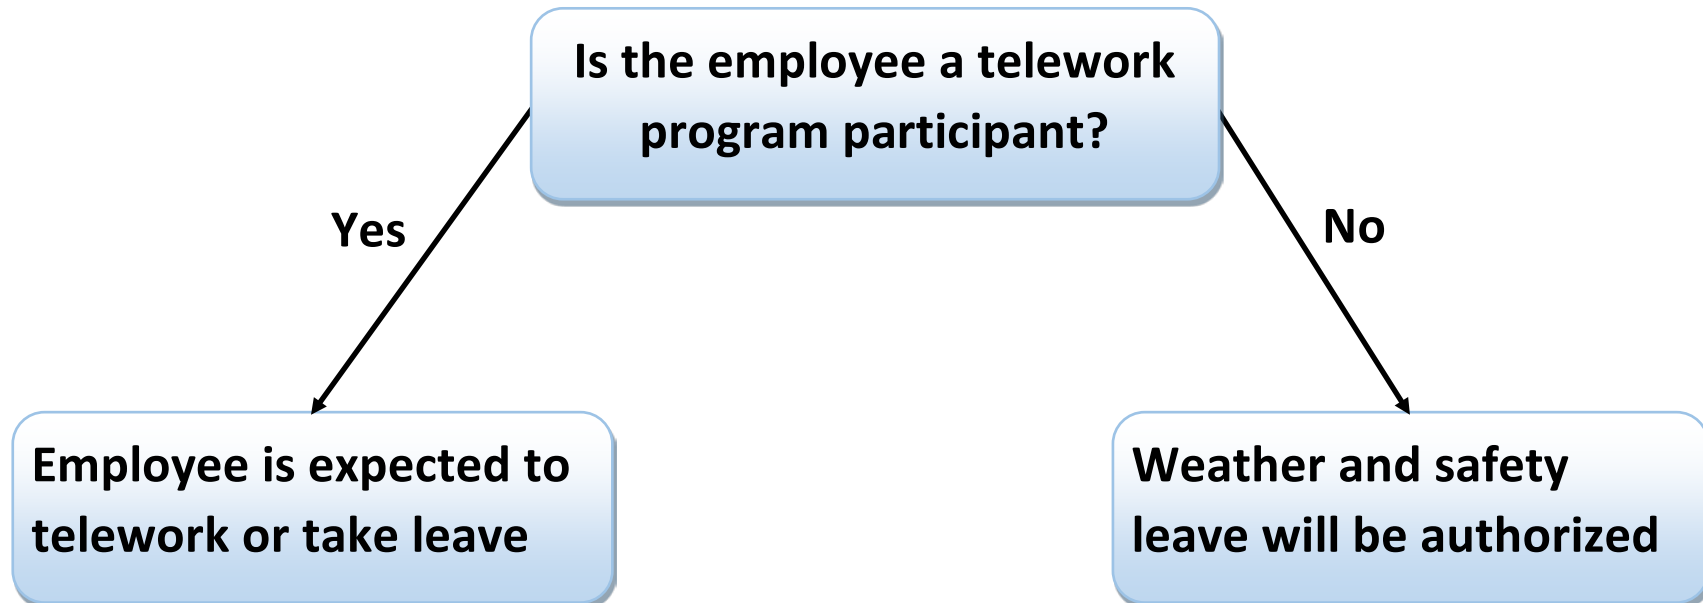 Is the employee a telework
program participant?
Yes
No
Employee is expected to
telework or take leave
Weather and safety
leave will be authorized